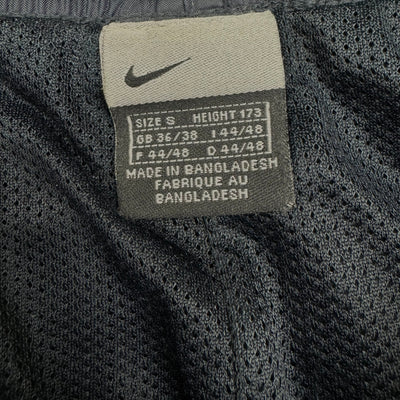 SIZE S HEIGHT 173
GB 36/38 I 44/48
F 44/48 D 44/48
MADE IN BANGLADESH
FABRIQUE AU
BANGLADESH